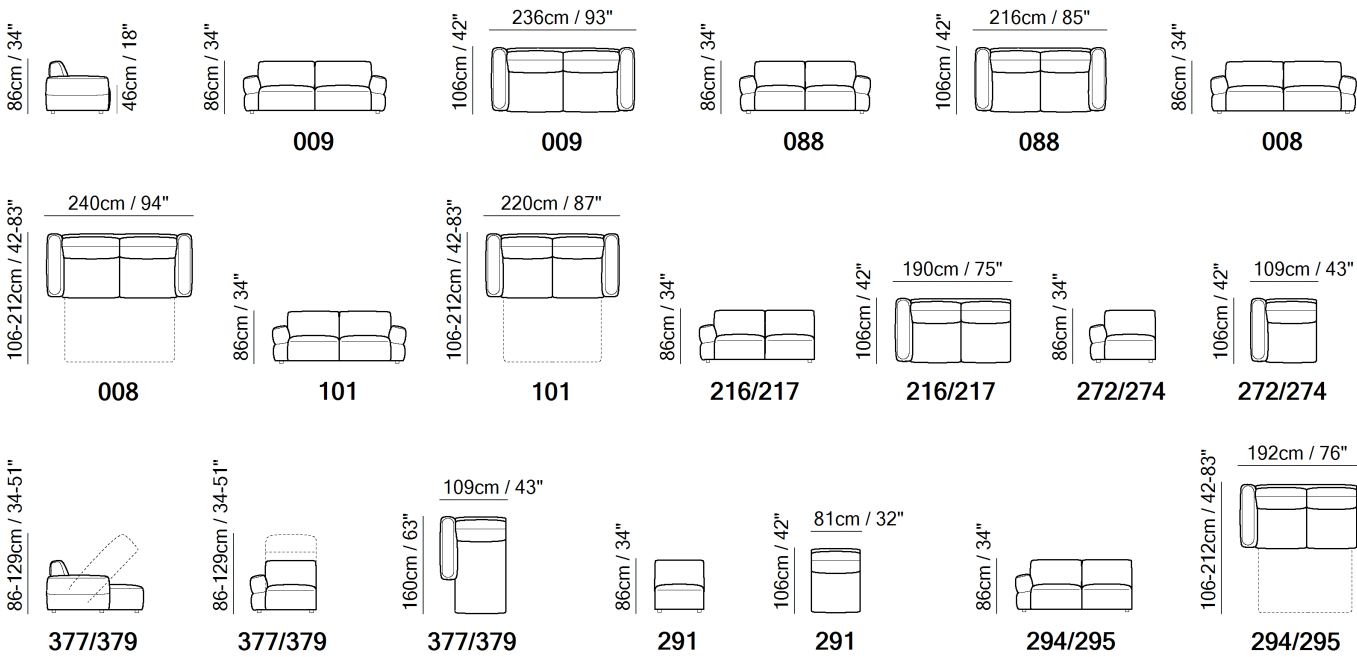 86cm / 34"
46cm / 18"
86cm / 34"
009
236cm / 93"
106cm / 42"
009
86cm / 34"
088
216cm / 85"
106cm / 42"
088
86cm / 34"
008
240cm / 94"
106-212cm / 42-83"
008
86cm / 34"
101
220cm / 87"
106-212cm / 42-83"
101
86cm / 34"
216/217
190cm / 75"
106cm / 42"
216/217
86cm / 34"
272/274
109cm / 43"
106cm / 42"
272/274
86-129cm / 34-51"
377/379
86-129cm / 34-51"
377/379
109cm / 43"
160cm / 63"
377/379
86cm / 34"
291
81cm / 32"
106cm / 42"
291
86cm / 34"
294/295
192cm / 76"
106-212cm / 42-83"
294/295